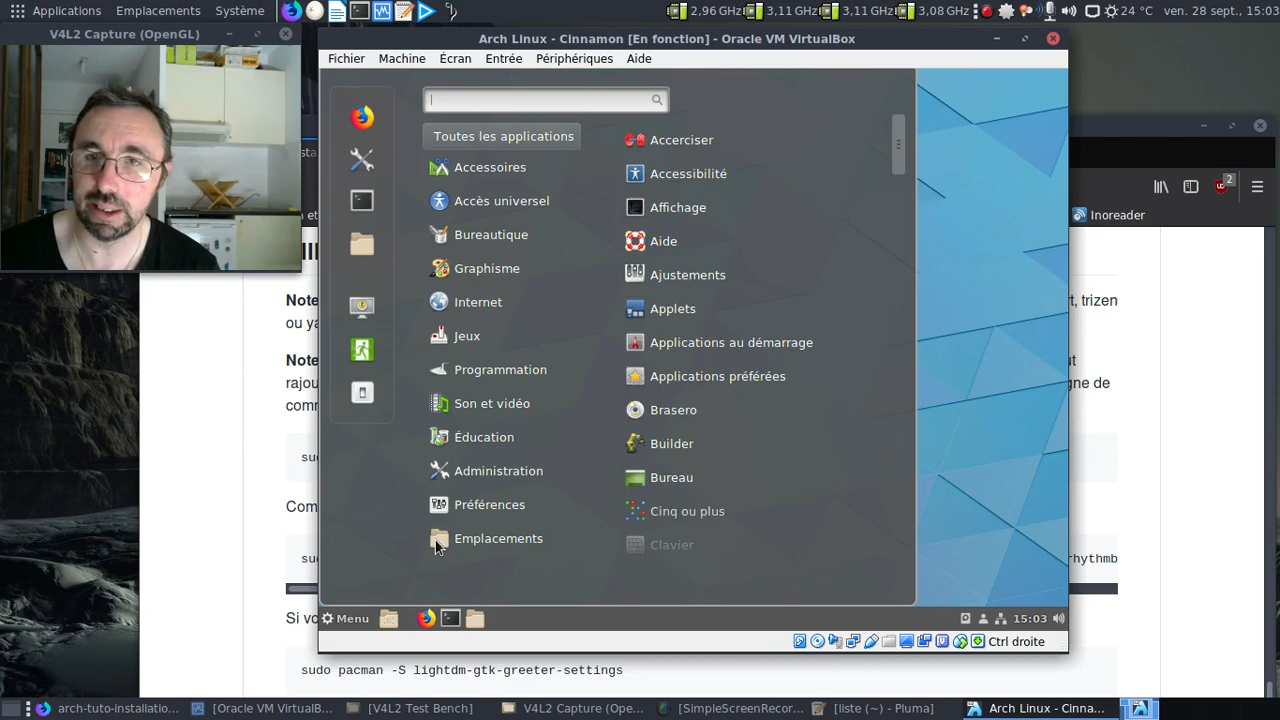 Applications Emplacements Système 2,96 GHz 3,11 GHz 3,11 GHz 3,08 GHz 24 °C ven. 28 sept., 15:03
V4L2 Capture (OpenGL)
Arch Linux - Cinnamon [En fonction] - Oracle VM VirtualBox
Fichier Machine Écran Entrée Périphériques Aide
Toutes les applications
Accessoires
Accès universel
Bureautique
Graphisme
Internet
Jeux
Programmation
Son et vidéo
Éducation
Administration
Préférences
Emplacements
Accerciser
Accessibilité
Affichage
Aide
Ajustements
Applets
Applications au démarrage
Applications préférées
Brasero
Builder
Bureau
Cinq ou plus
Clavier
Menu 15:03
Ctrl droite
2
Inoreader
Note
t, trizen
ou ya
Note
ut
rajou
gne de
comm
sud
Com
sud
rhythmb
Si vo
sudo pacman -S lightdm-gtk-greeter-settings
arch-tuto-installatio... [Oracle VM VirtualB... [V4L2 Test Bench] V4L2 Capture (Ope... [SimpleScreenRecor... [liste (~) - Pluma] Arch Linux - Cinna...